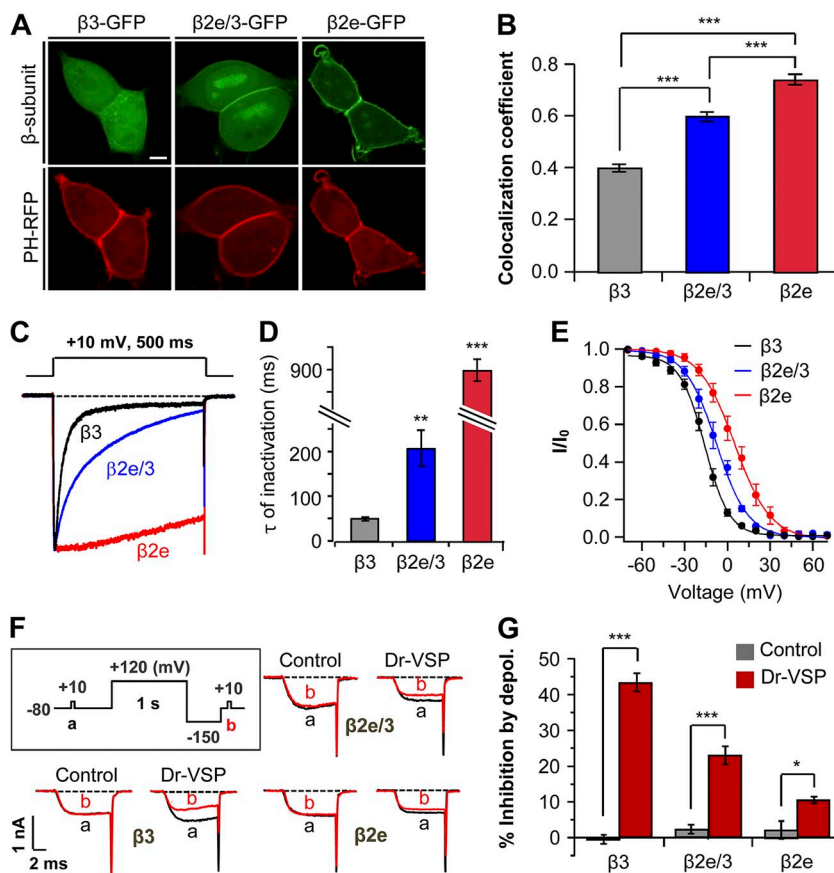 A
β3-GFP
β2e/3-GFP
β2e-GFP
β-subunit
PH-RFP
B
Colocalization coefficient
0.8
0.6
0.4
0.2
0.0
***
***
***
β3
β2e/3
β2e
C
+10 mV, 500 ms
β3
β2e/3
β2e
D
τ of inactivation (ms)
900
200
100
0
**
***
β3
β2e/3
β2e
E
I/I0
1.0
0.8
0.6
0.4
0.2
0.0
β3
β2e/3
β2e
-60
-30
0
30
60
Voltage (mV)
F
+120 (mV)
+10
1 s
+10
-80
-150
a
b
Control
Dr-VSP
b
a
b
a
β2e/3
Control
Dr-VSP
b
a
b
a
β3
b
a
b
a
β2e
1 nA
2 ms
G
% Inhibition by depol.
50
40
30
20
10
0
Control
Dr-VSP
***
***
*
β3
β2e/3
β2e